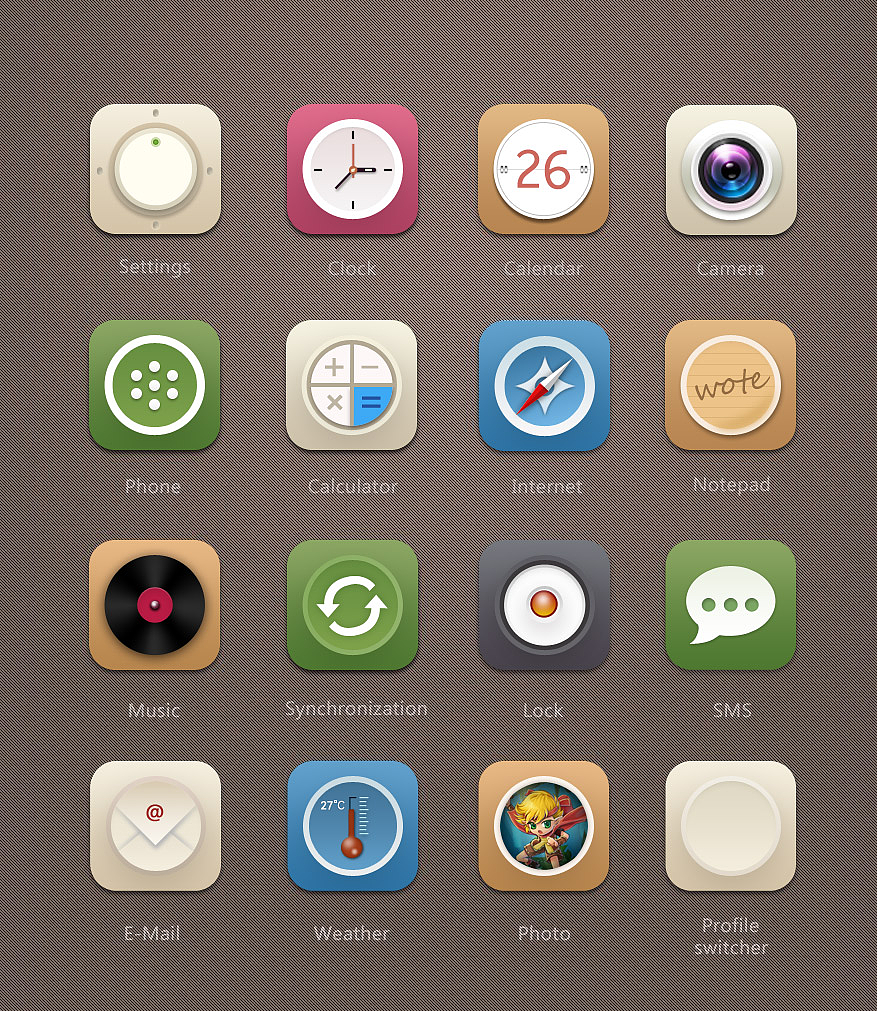 26
Settings
Clock
Calendar
Camera
+ −
× =
wote
Phone
Calculator
Internet
Notepad
Music
Synchronization
Lock
SMS
@
27°C
E-Mail
Weather
Photo
Profile
switcher